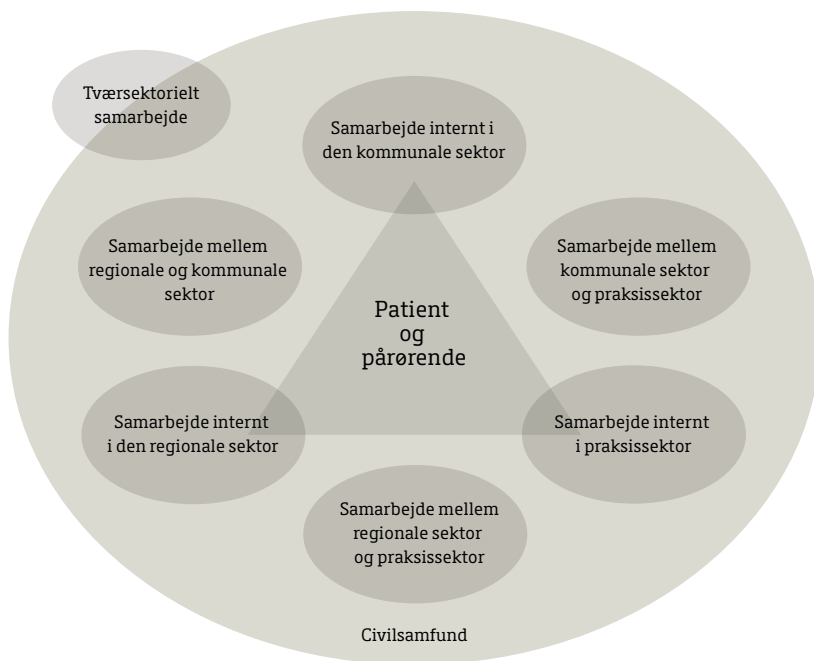 Tværsektorielt
samarbejde
Samarbejde internt i
den kommunale sektor
Samarbejde mellem
regionale og kommunale
sektor
Samarbejde mellem
kommunale sektor
og praksissektor
Patient
og
pårørende
Samarbejde internt
i den regionale sektor
Samarbejde internt
i praksissektor
Samarbejde mellem
regionale sektor
og praksissektor
Civilsamfund